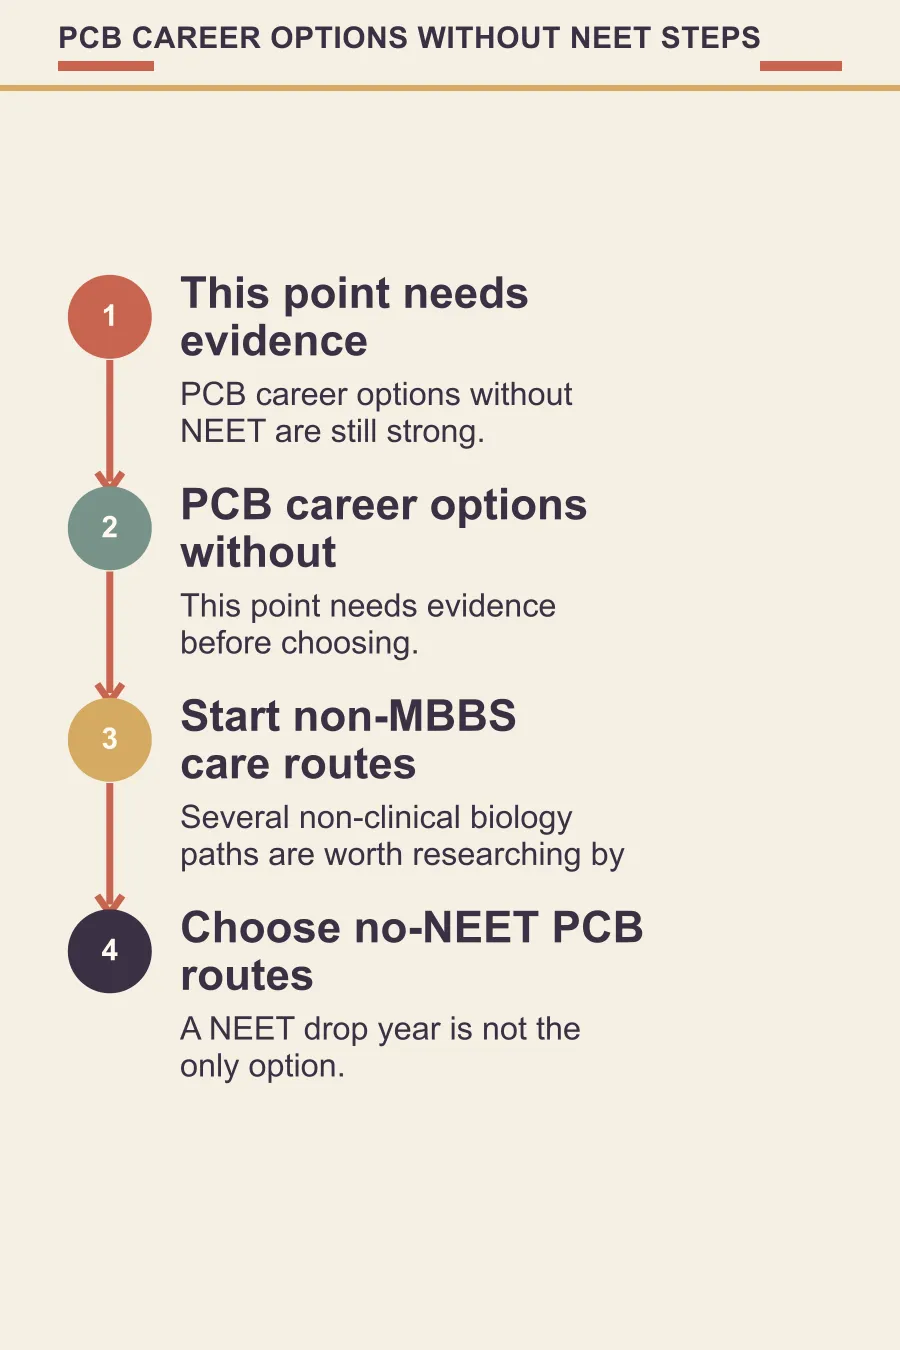 PCB CAREER OPTIONS WITHOUT NEET STEPS
1
This point needs
evidence
PCB career options without
NEET are still strong.
2
PCB career options
without
This point needs evidence
before choosing.
3
Start non-MBBS
care routes
Several non-clinical biology
paths are worth researching by
4
Choose no-NEET PCB
routes
A NEET drop year is not the
only option.